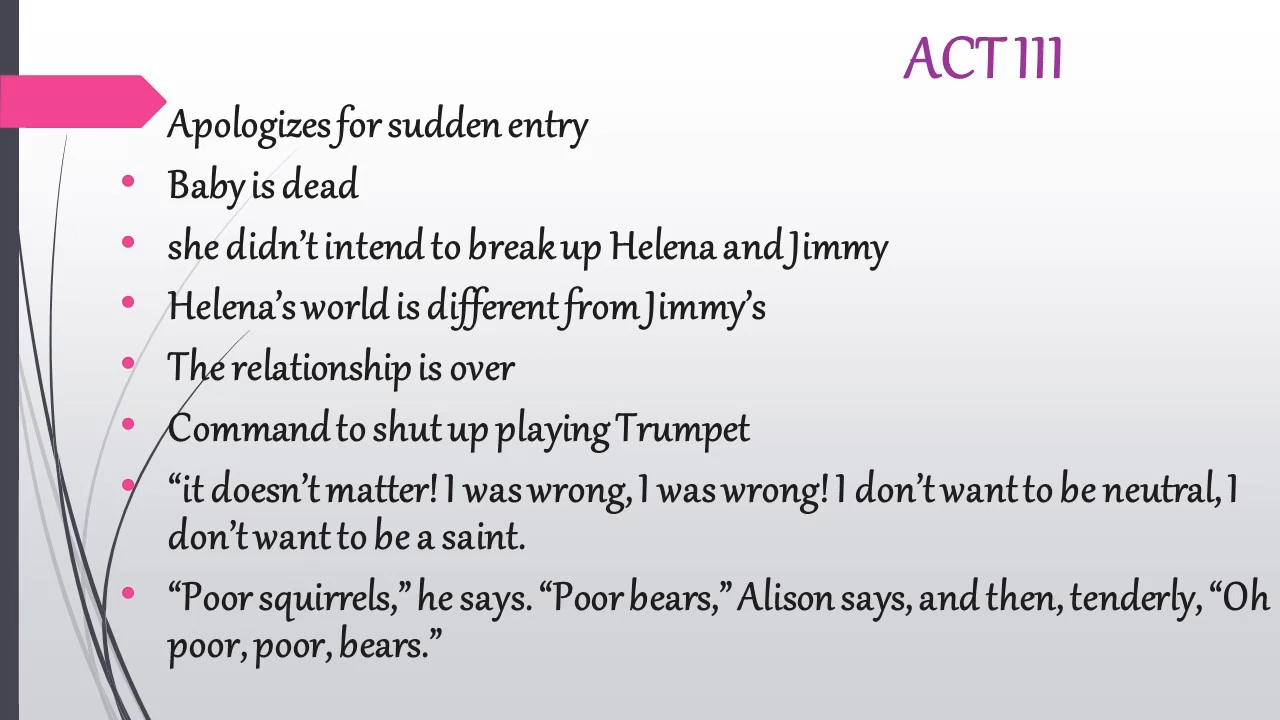 ACT III
Apologizes for sudden entry
• Baby is dead
• she didn’t intend to break up Helena and Jimmy
• Helena’s world is different from Jimmy’s
• The relationship is over
• Command to shut up playing Trumpet
• “it doesn’t matter! I was wrong, I was wrong! I don’t want to be neutral, I
don’t want to be a saint.
• “Poor squirrels,” he says. “Poor bears,” Alison says, and then, tenderly, “Oh
poor, poor, bears.”